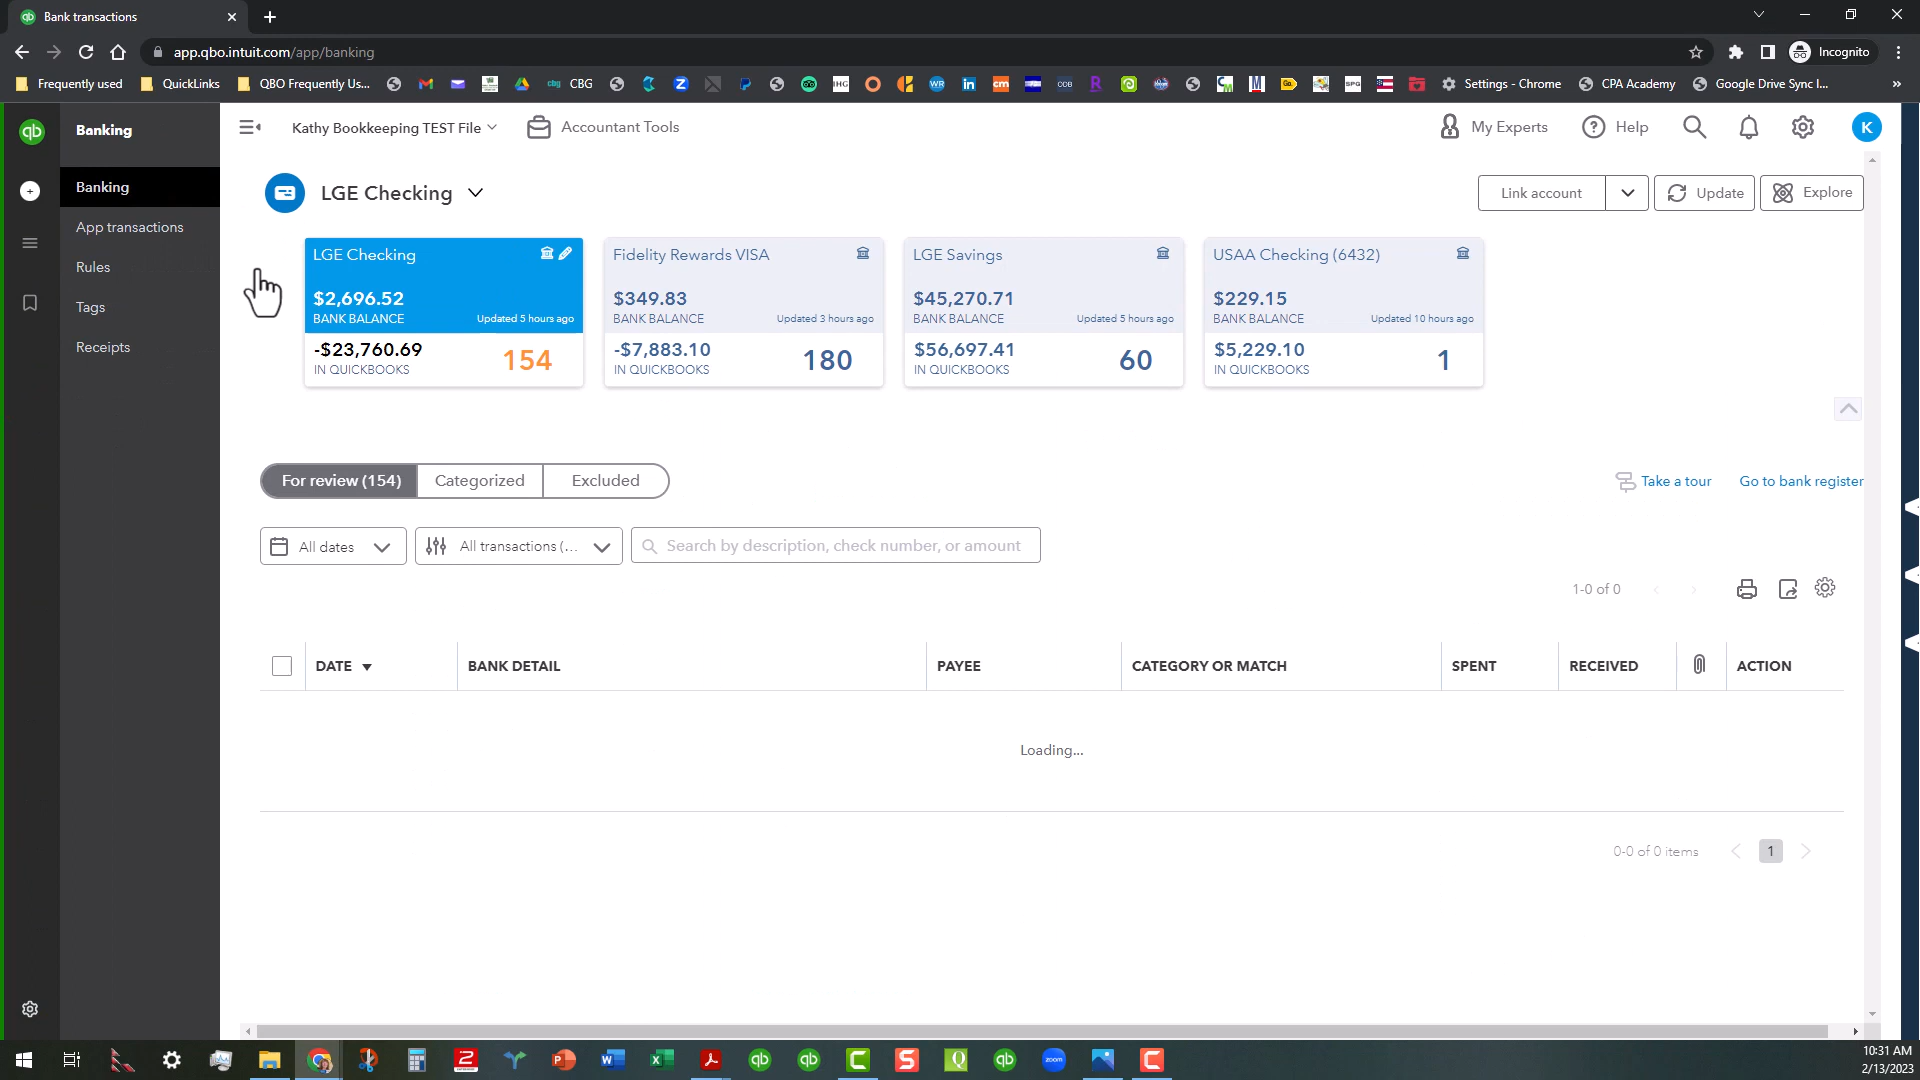 Bank transactions
app.qbo.intuit.com/app/banking
Incognito
Frequently used
QuickLinks
QBO Frequently Us...
CBG
Settings - Chrome
CPA Academy
Google Drive Sync I...
»
qb
Banking
Kathy Bookkeeping TEST File
Accountant Tools
My Experts
Help
K
Banking
App transactions
Rules
Tags
Receipts
LGE Checking
Link account
Update
Explore
LGE Checking
$2,696.52
BANK BALANCE
Updated 5 hours ago
-$23,760.69
IN QUICKBOOKS
154
Fidelity Rewards VISA
$349.83
BANK BALANCE
Updated 3 hours ago
-$7,883.10
IN QUICKBOOKS
180
LGE Savings
$45,270.71
BANK BALANCE
Updated 5 hours ago
$56,697.41
IN QUICKBOOKS
60
USAA Checking (6432)
$229.15
BANK BALANCE
Updated 10 hours ago
$5,229.10
IN QUICKBOOKS
1
For review (154)
Categorized
Excluded
Take a tour
Go to bank register
All dates
All transactions (...
Search by description, check number, or amount
1-0 of 0
DATE
BANK DETAIL
PAYEE
CATEGORY OR MATCH
SPENT
RECEIVED
ACTION
Loading...
0-0 of 0 items
1
10:31 AM
2/13/2023